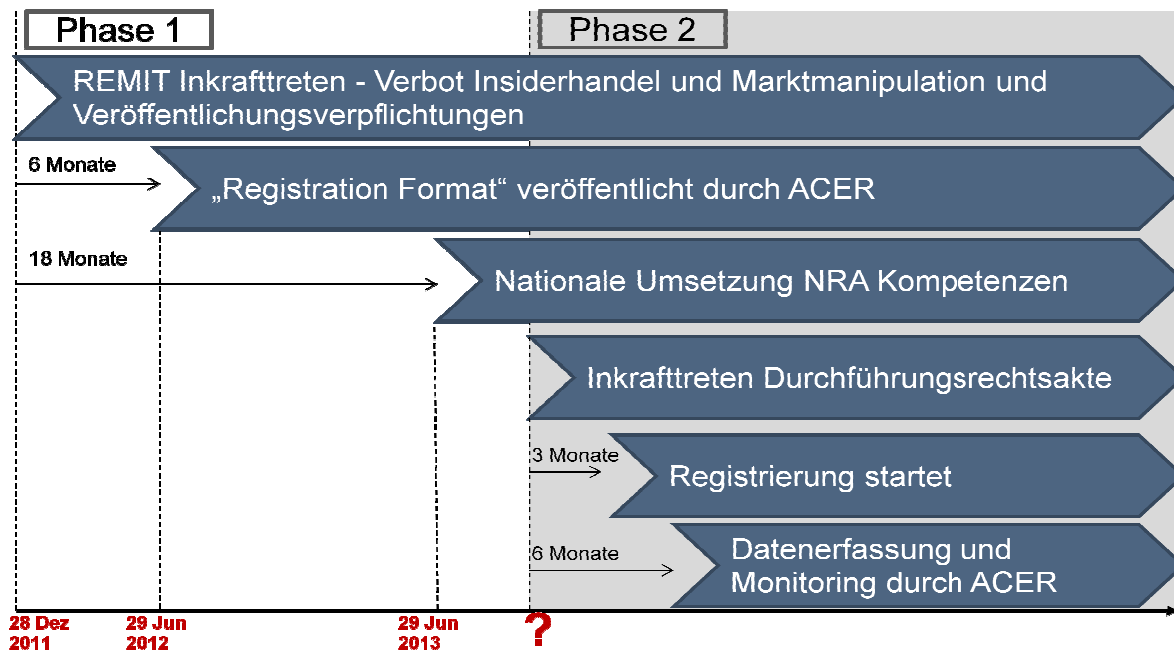 Phase 1
Phase 2
REMIT Inkrafttreten - Verbot Insiderhandel und Marktmanipulation und
Veröffentlichungsverpflichtungen
6 Monate
„Registration Format“ veröffentlicht durch ACER
18 Monate
Nationale Umsetzung NRA Kompetenzen
Inkrafttreten Durchführungsrechtsakte
3 Monate
Registrierung startet
6 Monate
Datenerfassung und
Monitoring durch ACER
28 Dez
2011
29 Jun
2012
29 Jun
2013
?